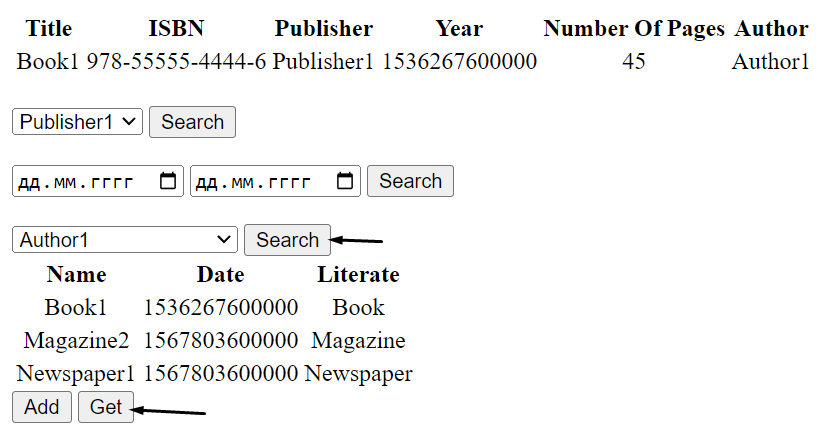 Title ISBN Publisher Year Number Of Pages Author
Book1 978-55555-4444-6 Publisher1 1536267600000 45 Author1
Publisher1 Search
дд.мм.гггг дд.мм.гггг Search
Author1 Search
Name Date Literate
Book1 1536267600000 Book
Magazine2 1567803600000 Magazine
Newspaper1 1567803600000 Newspaper
Add Get